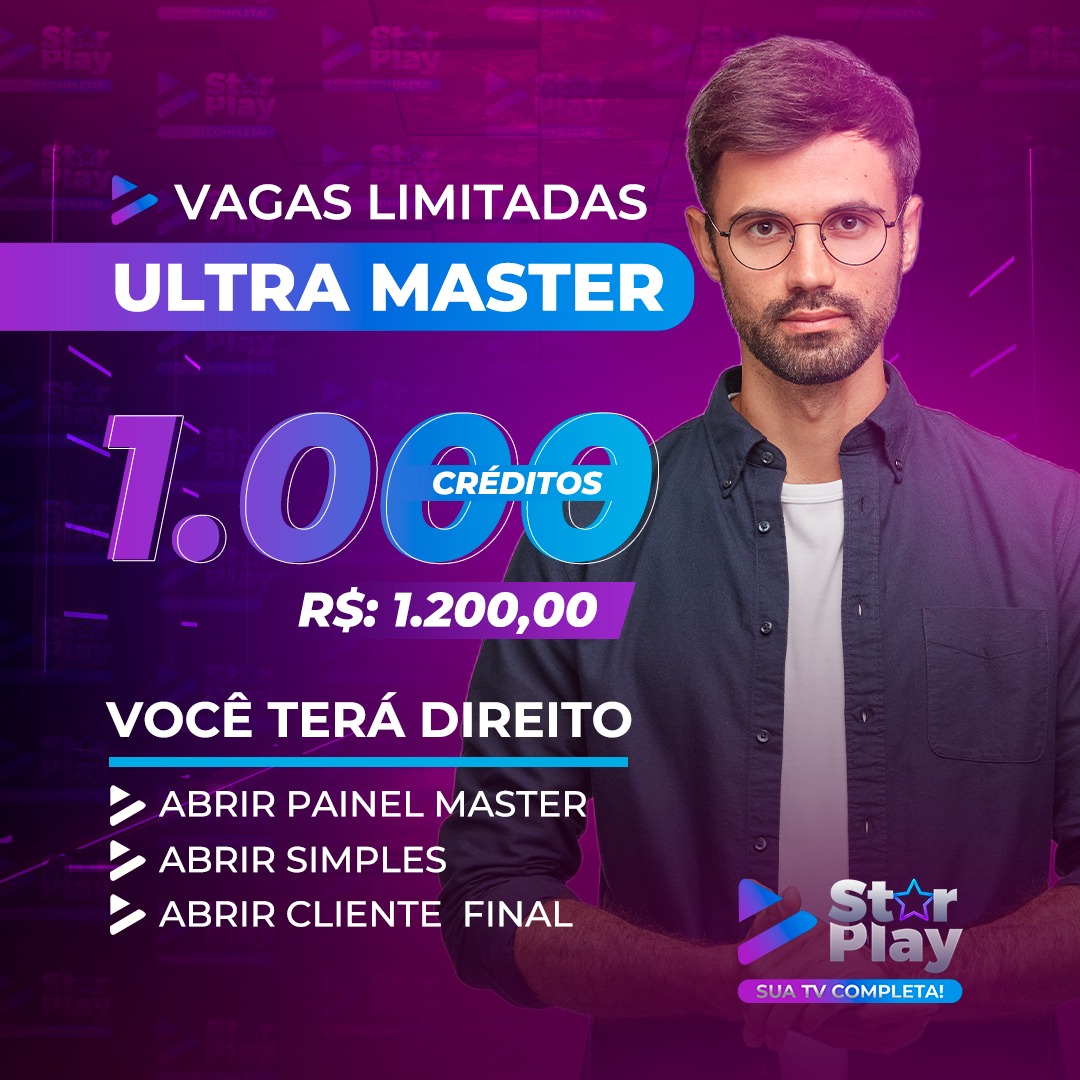 VAGAS LIMITADAS
ULTRA MASTER
1.000
CRÉDITOS
R$: 1.200,00
VOCÊ TERÁ DIREITO
ABRIR PAINEL MASTER
ABRIR SIMPLES
ABRIR CLIENTE FINAL
Star
Play
SUA TV COMPLETA!